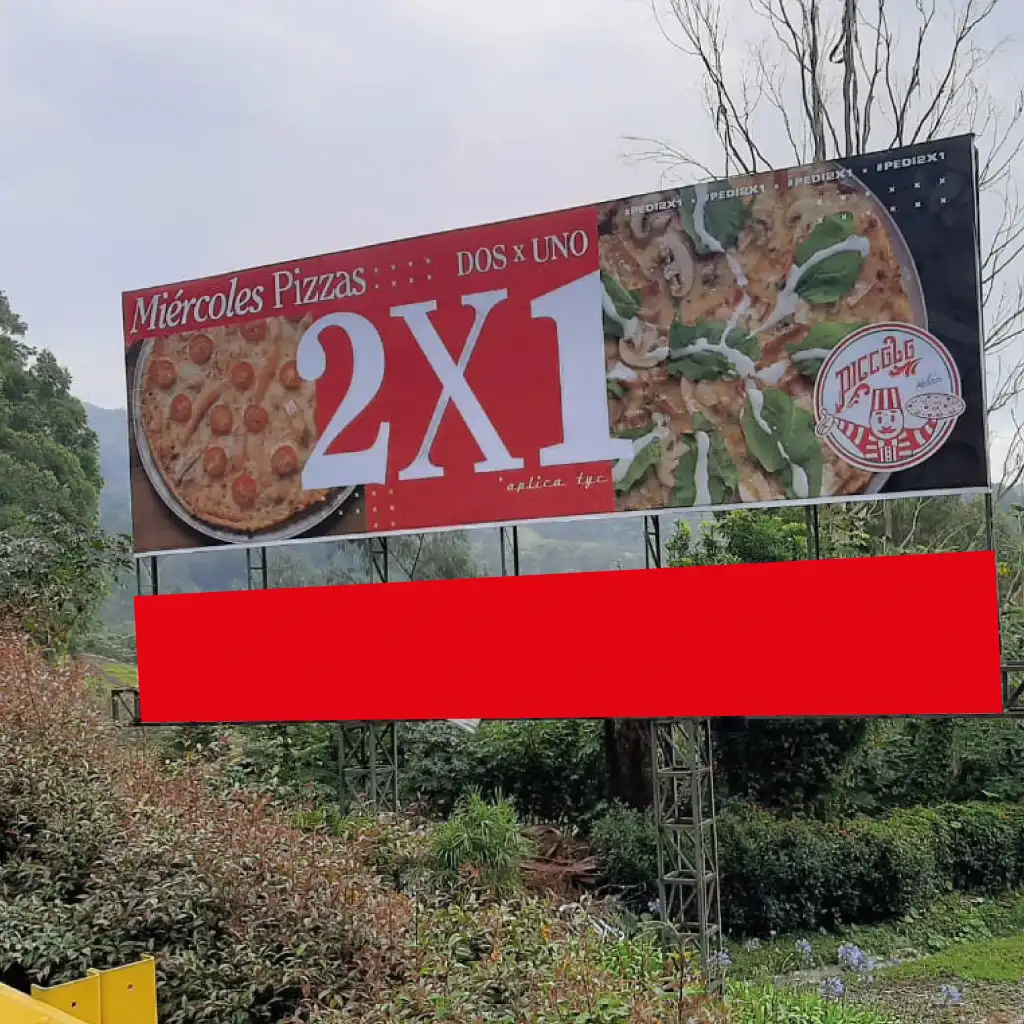 #PEDI2X1 • #PEDI2X1 • #PEDI2X1 • #PEDI2X1
Miércoles Pizzas
DOS x UNO
2X1
aplica tyc
PICCOLO